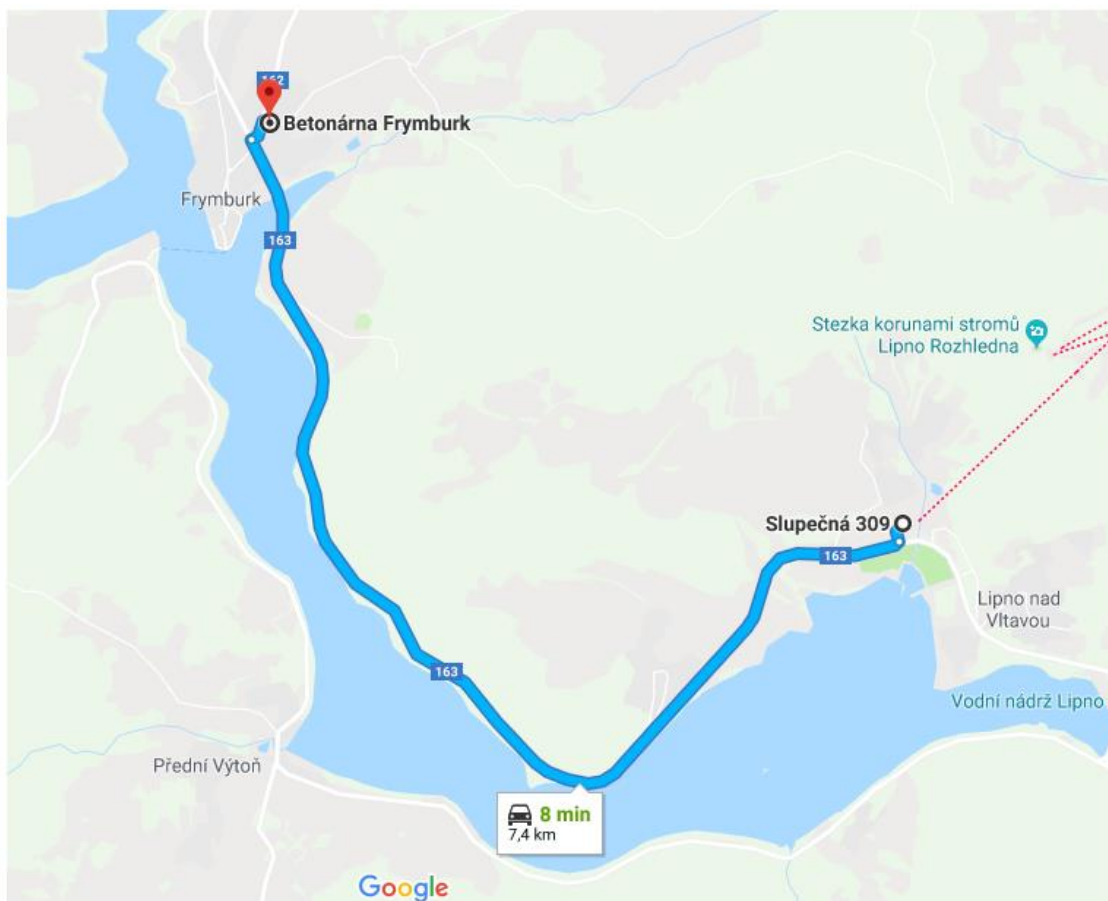 162
Betonárna Frymburk
Frymburk
163
Stezka korunami stromů
Lipno Rozhledna
Slupečná 309
163
Lipno nad
Vltavou
163
Vodní nádrž Lipno
Přední Výtoň
8 min
7,4 km
Google